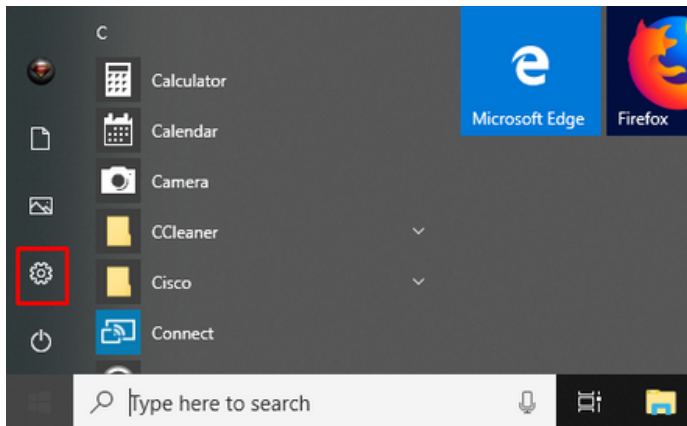 C
Calculator
Calendar
Camera
CCleaner
Cisco
Connect
Microsoft Edge
Firefox
Type here to search